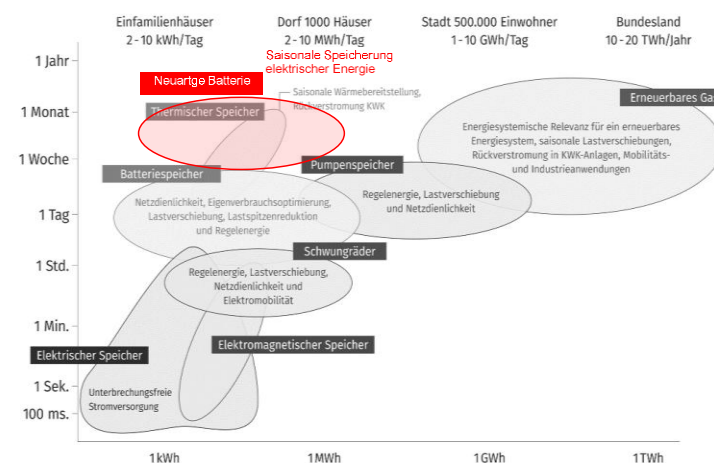 Einfamilienhäuser
2 - 10 kWh/Tag
Dorf 1000 Häuser
2 - 10 MWh/Tag
Stadt 500.000 Einwohner
1 - 10 GWh/Tag
Bundesland
10 - 20 TWh/Jahr
Saisonale Speicherung
elektrischer Energie
1 Jahr
Neuartge Batterie
Saisonale Wärmebereitstellung,
Rückverstromung KWK
Erneuerbares Ga
1 Monat
Thermischer Speicher
Energiesystemische Relevanz für ein erneuerbares
Energiesystem, saisonale Lastverschiebungen,
Rückverstromung in KWK-Anlagen, Mobilitäts-
und Industrieanwendungen
1 Woche
Pumpenspeicher
Batteriespeicher
Regelenergie, Lastverschiebung
und Netzdienlichkeit
Netzdienlichkeit, Eigenverbrauchsoptimierung,
Lastverschiebung, Lastspitzenreduktion
und Regelenergie
1 Tag
Schwungräder
1 Std.
Regelenergie, Lastverschiebung,
Netzdienlichkeit und
Elektromobilität
1 Min.
Elektromagnetischer Speicher
Elektrischer Speicher
1 Sek.
Unterbrechungsfreie
Stromversorgung
100 ms.
1 kWh
1 MWh
1 GWh
1 TWh